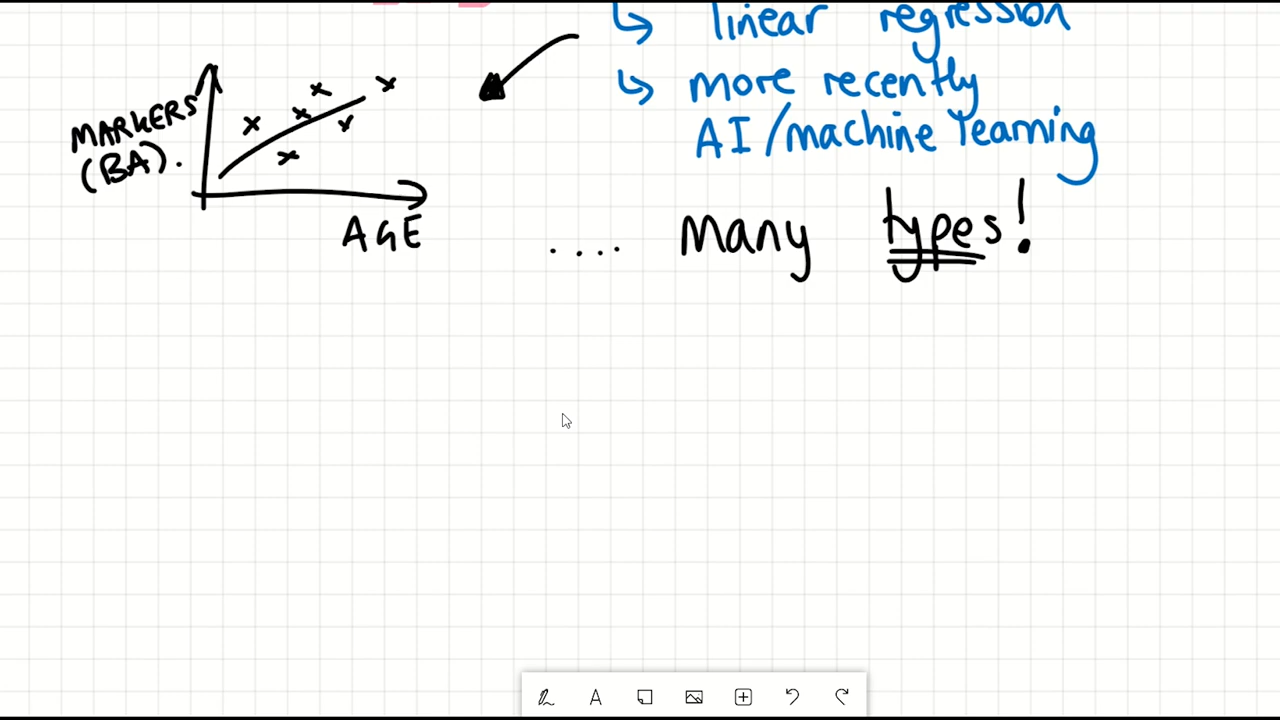 linear regression
more recently
AI/machine learning
MARKERS
(BA).
AGE
.... Many types!
A